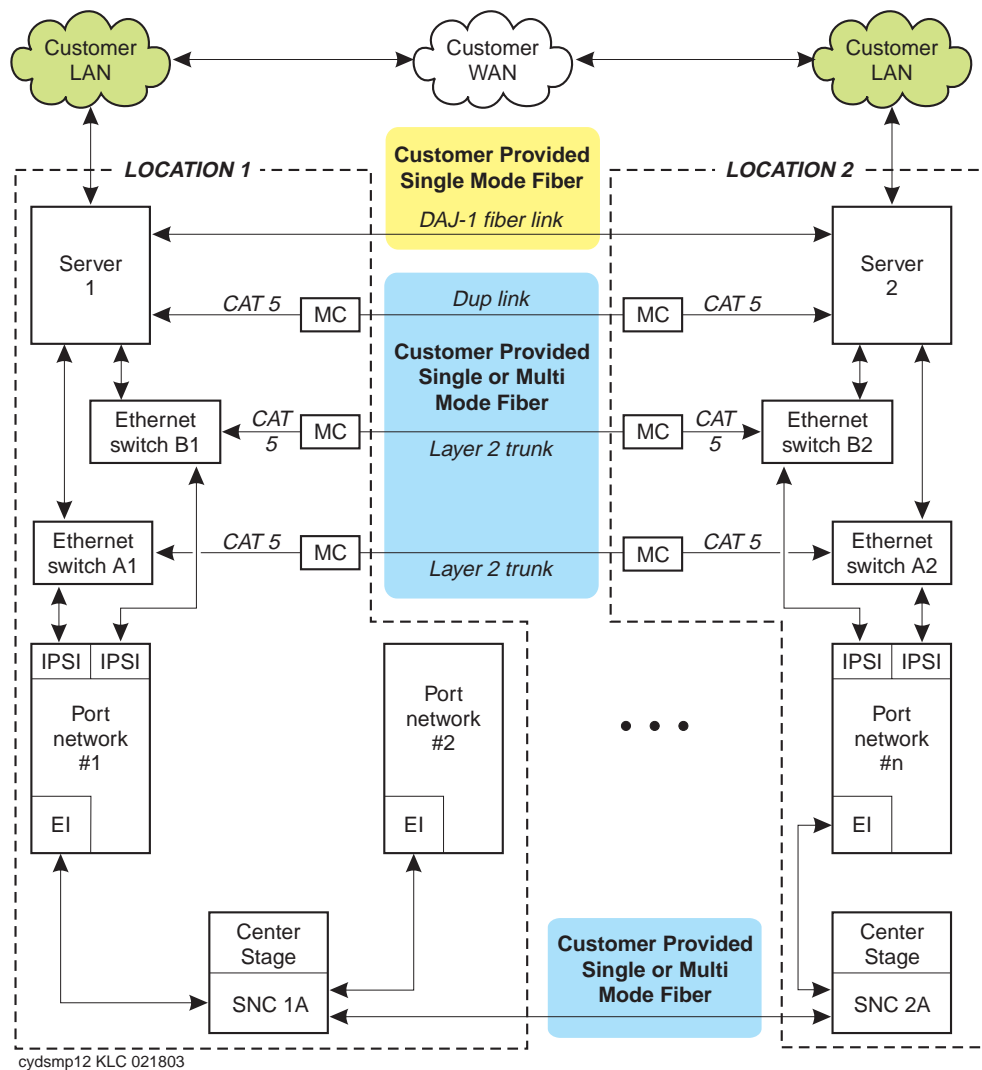 Customer
LAN
Customer
WAN
Customer
LAN
LOCATION 1
Customer Provided
Single Mode Fiber
LOCATION 2
DAJ-1 fiber link
Server
1
Server
2
CAT 5
MC
Dup link
MC
CAT 5
Customer Provided
Single or Multi
Mode Fiber
Ethernet
switch B1
CAT
5
MC
Layer 2 trunk
MC
CAT
5
Ethernet
switch B2
Ethernet
switch A1
CAT 5
MC
Layer 2 trunk
MC
CAT 5
Ethernet
switch A2
IPSI
IPSI
Port
network
#1
EI
Port
network
#2
EI
IPSI
IPSI
Port
network
#n
EI
Center
Stage
SNC 1A
Customer Provided
Single or Multi
Mode Fiber
Center
Stage
SNC 2A
cydsmp12 KLC 021803